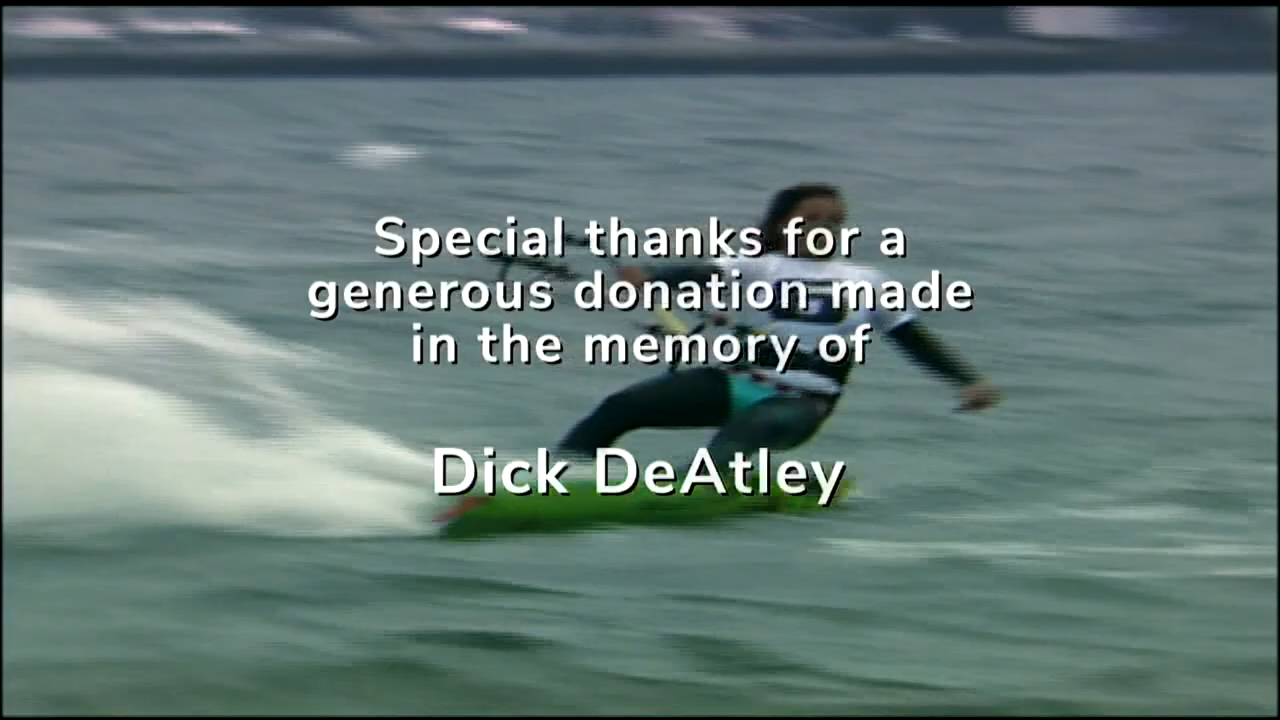 Special thanks for a
generous donation made
in the memory of
Dick DeAtley